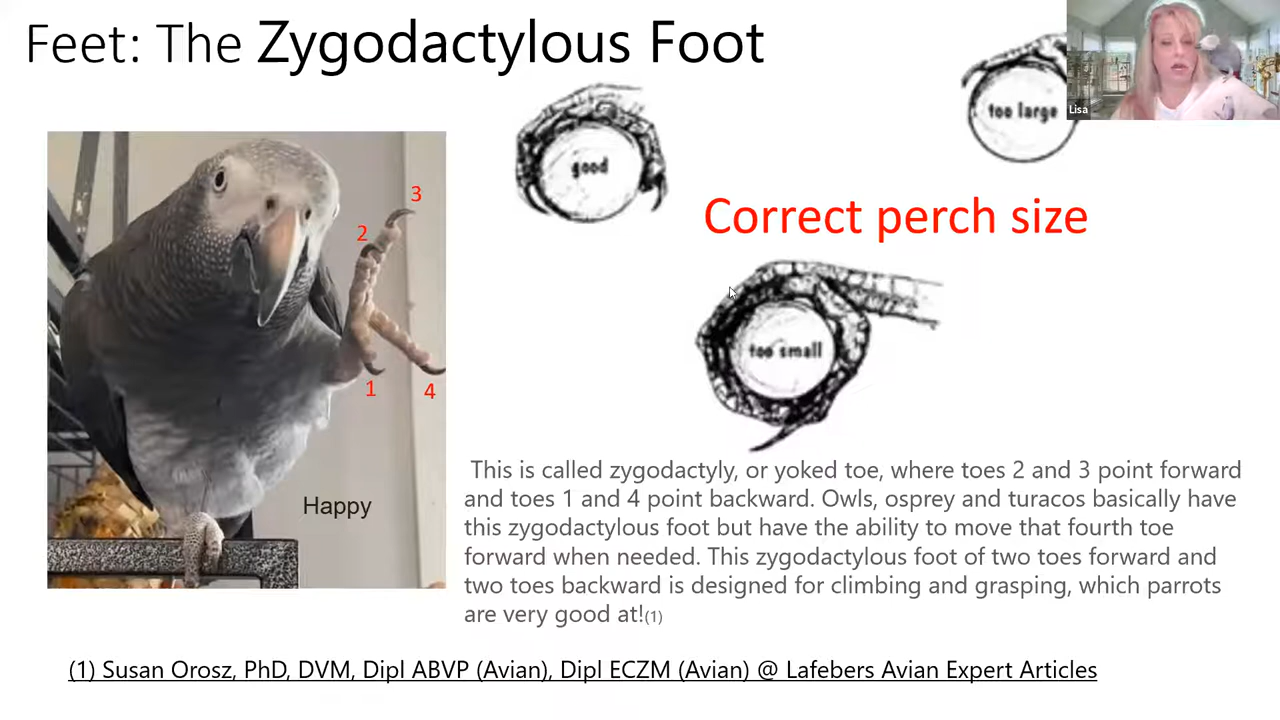 Feet: The Zygodactylous Foot
good
too large
Lisa
Correct perch size
too small
3
2
1
4
Happy
This is called zygodactyly, or yoked toe, where toes 2 and 3 point forward
and toes 1 and 4 point backward. Owls, osprey and turacos basically have
this zygodactylous foot but have the ability to move that fourth toe
forward when needed. This zygodactylous foot of two toes forward and
two toes backward is designed for climbing and grasping, which parrots
are very good at!(1)
(1) Susan Orosz, PhD, DVM, Dipl ABVP (Avian), Dipl ECZM (Avian) @ Lafebers Avian Expert Articles